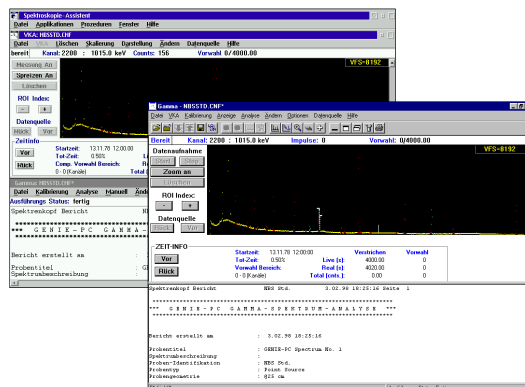 Spektroskopie-Assistent
Datei Applikationen Prozeduren Fenster Hilfe
VKA: NBSSTD.CNF*
Datei VKA Löschen Skalierung Darstellung Ändern Datenquelle Hilfe
bereit Kanal: 2200 : 1015.0 keV Counts: 156 Vorwahl 0/4000.00
Messung An
Spreizen An
Löschen
ROI Index:
- +
Datenquelle
Rück Vor
VFS-8192
Zeitinfo
Vor
Rück
Startzeit: 13.11.78 12:00:00
Tot-Zeit: 0.50%
Comp. Vorwahl Bereich:
0 - 0 (Kanäle)
Gamma: NBSSTD.CNF*
Datei Kalibrierung Analyse Manuell
Ausführungs Status: fertig
Spektrenkopf Bericht
*** G E N I E - P C G A M M A -
Bericht erstellt am :
Probentitel :
Spektrumbeschreibung :
Gamma - NBSSTD.CNF*
Datei VKA Kalibrierung Anzeige Analyse Ändern Optionen Datenquelle Hilfe
Bereit Kanal: 2200 : 1015.0 keV Impulse: 0 Vorwahl: 0/4000.00
Datenaufnahme
Start Stop
Zoom an
Löschen
ROI Index:
- +
Datenquelle
Rück Vor
VFS-8192
ZEIT-INFO
Vor
Rück
Startzeit: 13.11.78 12:00:00 Verstrichen Vorwahl
Tot-Zeit: 0.50% Live (s): 4000.00 0
Vorwahl Bereich: Real (s): 4020.00 0
0 - 0 (Kanäle) Total (cnts.): 0.00 0
Spektrenkopf Bericht NBS Std. 3.02.98 18:25:16 Seite 1
*** G E N I E - P C G A M M A - S P E K T R U M - A N A L Y S E ***
Bericht erstellt am : 3.02.98 18:25:16
Probentitel : GENIE-PC Spectrum No. 1
Spektrumbeschreibung :
Proben-Identifikation : NBS Std.
Probentyp : Point Source
Probengeometrie : @25 cm